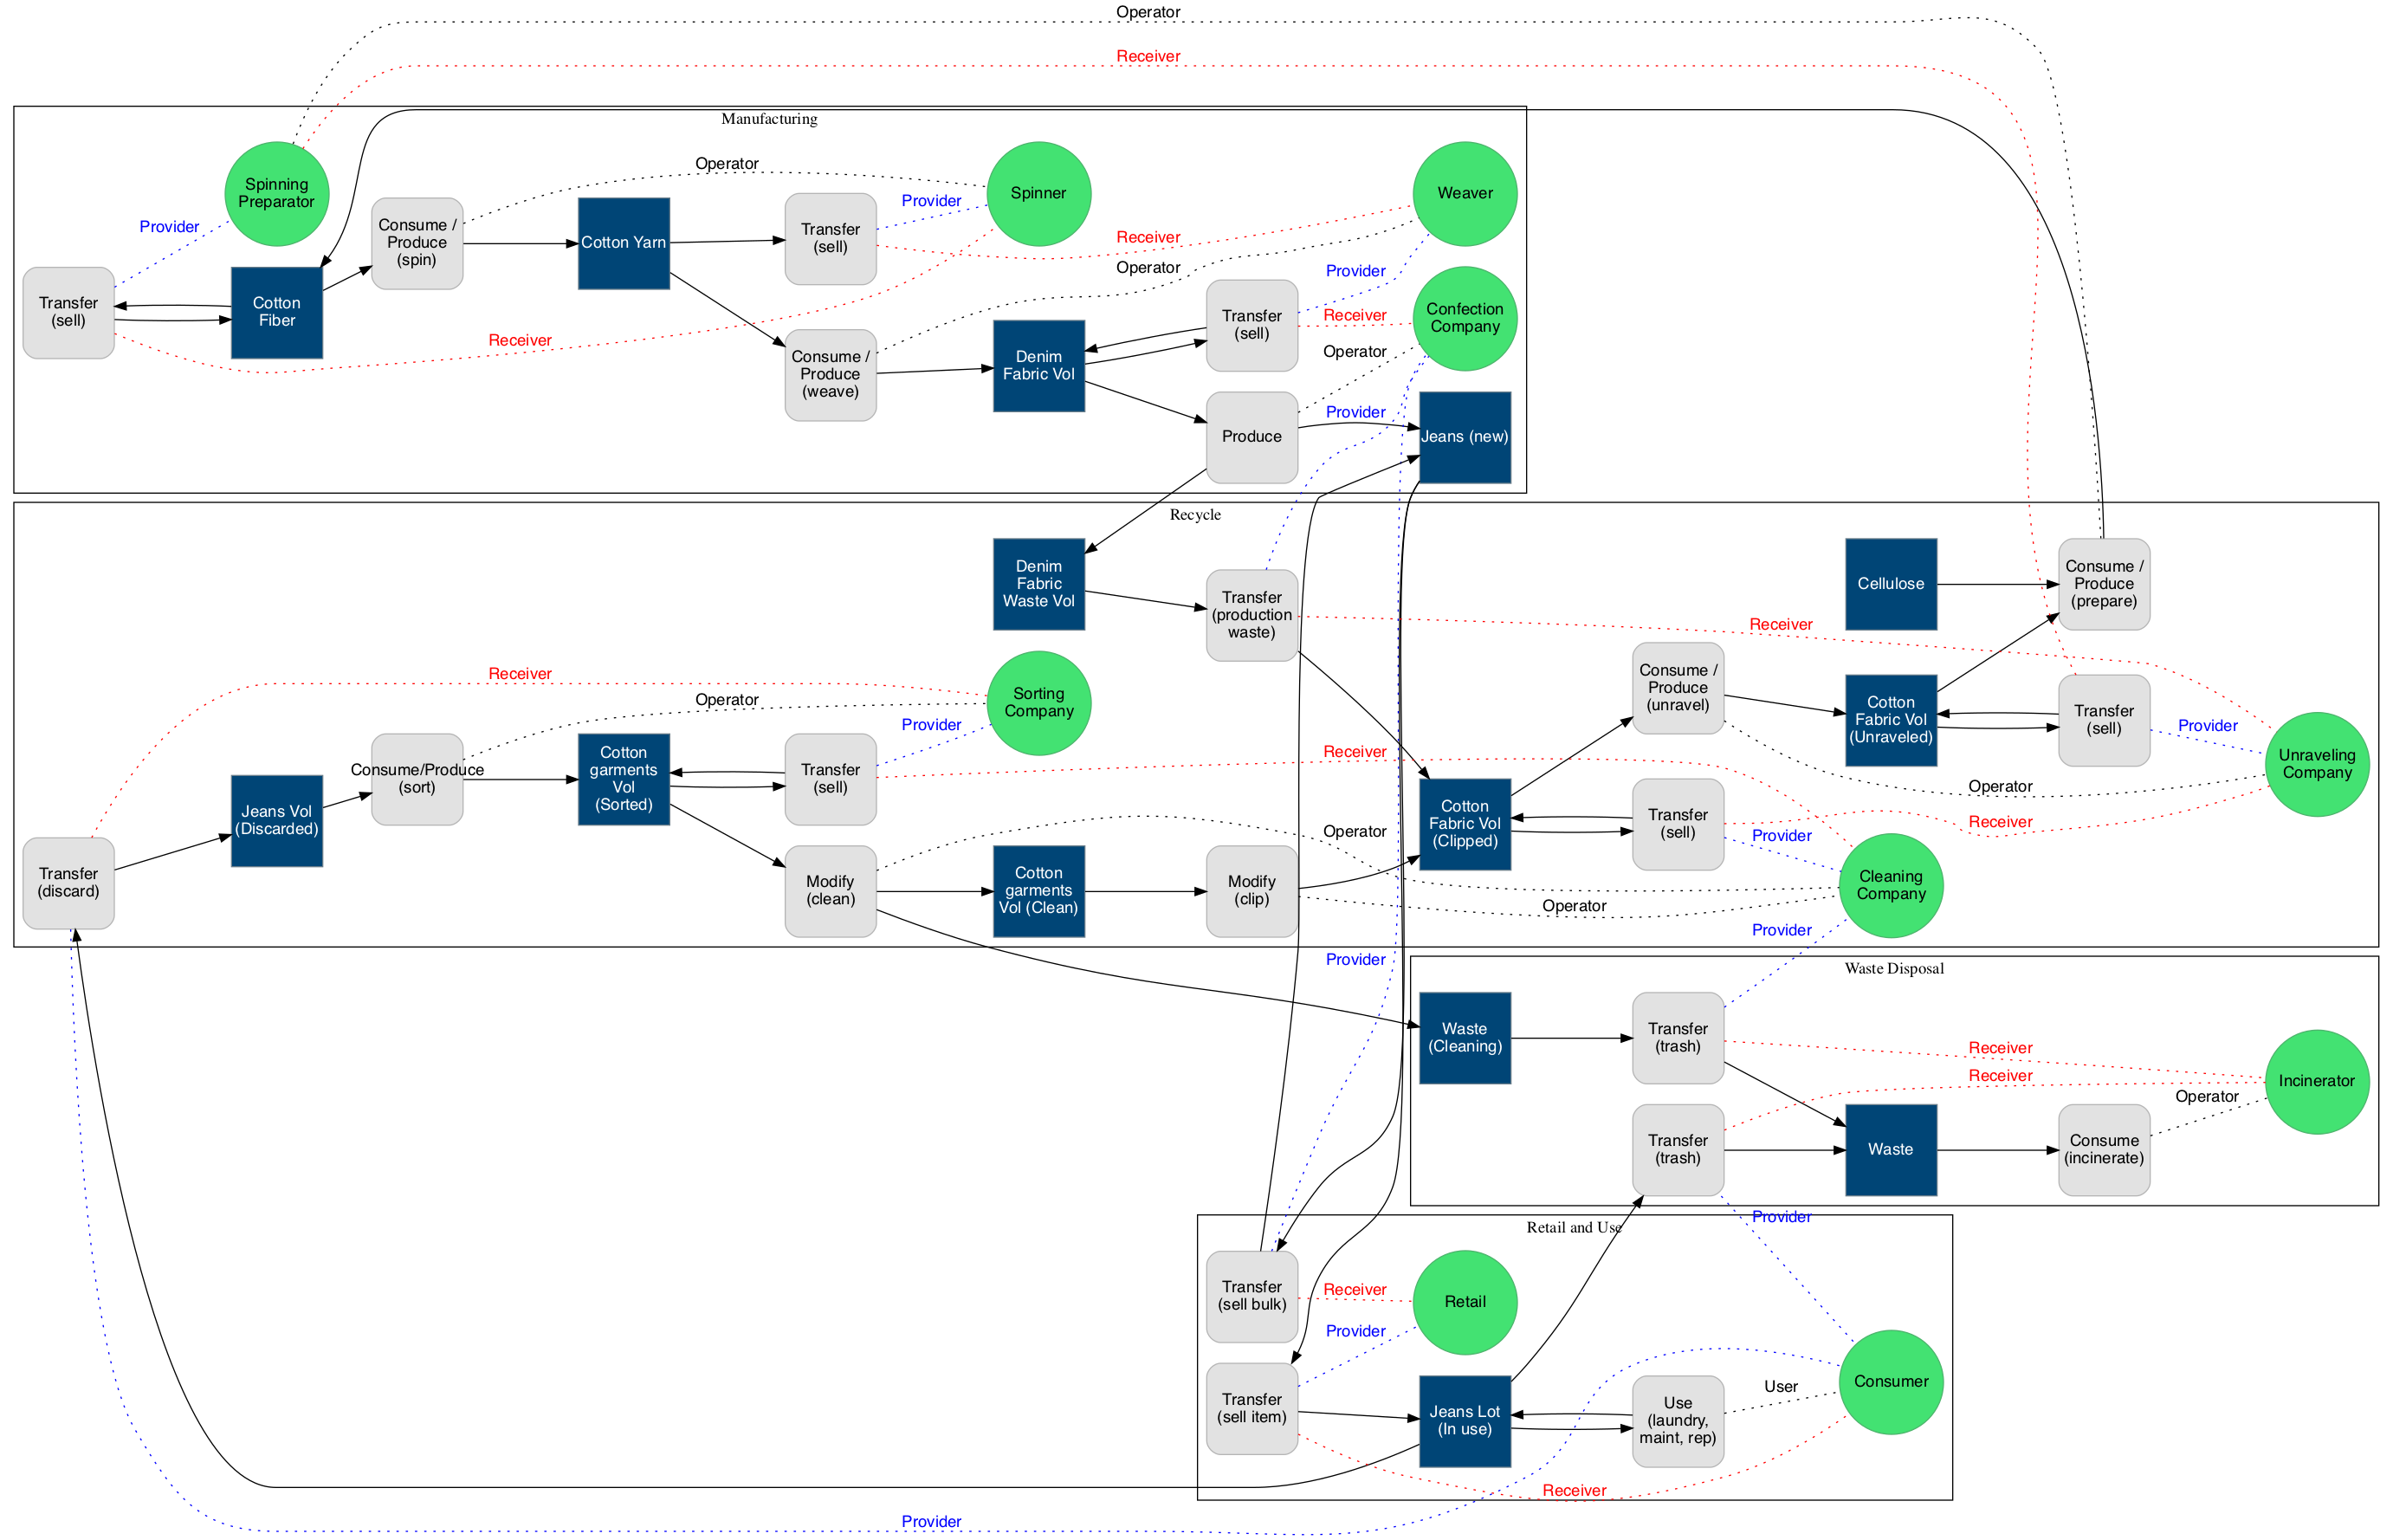 Operator
Receiver
Manufacturing
Spinning
Preparator
Operator
Spinner
Weaver
Provider
Consume /
Produce
(spin)
Cotton Yarn
Transfer
(sell)
Provider
Receiver
Operator
Provider
Transfer
(sell)
Cotton
Fiber
Receiver
Consume /
Produce
(weave)
Denim
Fabric Vol
Transfer
(sell)
Receiver
Confection
Company
Operator
Provider
Produce
Jeans (new)
Recycle
Denim
Fabric
Waste Vol
Transfer
(production
waste)
Receiver
Cellulose
Consume /
Produce
(prepare)
Receiver
Operator
Sorting
Company
Provider
Receiver
Consume /
Produce
(unravel)
Cotton
Fabric Vol
(Unraveled)
Transfer
(sell)
Provider
Unraveling
Company
Operator
Jeans Vol
(Discarded)
Consume/Produce
(sort)
Cotton
garments
Vol
(Sorted)
Transfer
(sell)
Cotton
Fabric Vol
(Clipped)
Transfer
(sell)
Receiver
Provider
Operator
Transfer
(discard)
Modify
(clean)
Cotton
garments
Vol (Clean)
Modify
(clip)
Operator
Cleaning
Company
Provider
Provider
Waste Disposal
Waste
(Cleaning)
Transfer
(trash)
Receiver
Receiver
Incinerator
Operator
Transfer
(trash)
Waste
Consume
(incinerate)
Provider
Retail and Use
Transfer
(sell bulk)
Receiver
Retail
Provider
Transfer
(sell item)
Jeans Lot
(In use)
Use
(laundry,
maint, rep)
User
Consumer
Receiver
Provider